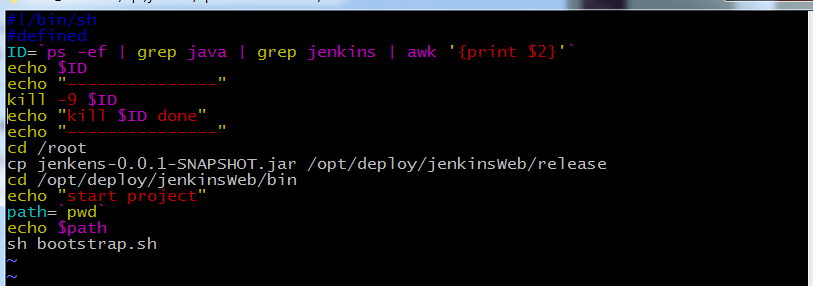 #!/bin/sh
#defined
ID=`ps -ef | grep java | grep jenkins | awk '{print $2}'`
echo $ID
echo "---------------"
kill -9 $ID
echo "kill $ID done"
echo "---------------"
cd /root
cp jenkens-0.0.1-SNAPSHOT.jar /opt/deploy/jenkinsWeb/release
cd /opt/deploy/jenkinsWeb/bin
echo "start project"
path=`pwd`
echo $path
sh bootstrap.sh
~
~